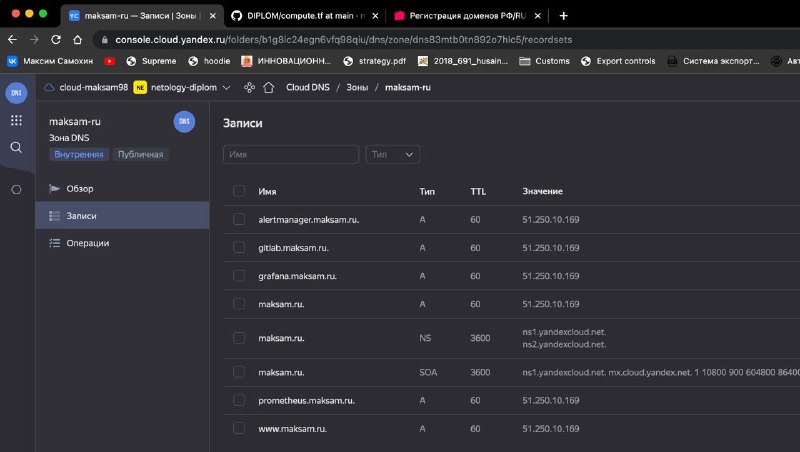 maksam-ru — Записи | Зоны |
DIPLOM/compute.tf at main · m
Регистрация доменов РФ/RU
console.cloud.yandex.ru/folders/b1g8ic24egn6vfq98qiu/dns/zone/dns83mtb0tn892o7hlc5/recordsets
Максим Самохин
Supreme
hoodie
ИННОВАЦИОНН...
strategy.pdf
2018_691_husain...
Customs
Export controls
Система экспорт...
Авт
DNS
cloud-maksam98
NE
netology-diplom
Cloud DNS / Зоны / maksam-ru
maksam-ru
DNS
Зона DNS
Внутренняя
Публичная
Обзор
Записи
Операции
Записи
Имя
Тип
Имя Тип TTL Значение
alertmanager.maksam.ru. A 60 51.250.10.169
gitlab.maksam.ru. A 60 51.250.10.169
grafana.maksam.ru. A 60 51.250.10.169
maksam.ru. A 60 51.250.10.169
maksam.ru. NS 3600 ns1.yandexcloud.net.
ns2.yandexcloud.net.
maksam.ru. SOA 3600 ns1.yandexcloud.net. mx.cloud.yandex.net. 1 10800 900 604800 86400
prometheus.maksam.ru. A 60 51.250.10.169
www.maksam.ru. A 60 51.250.10.169